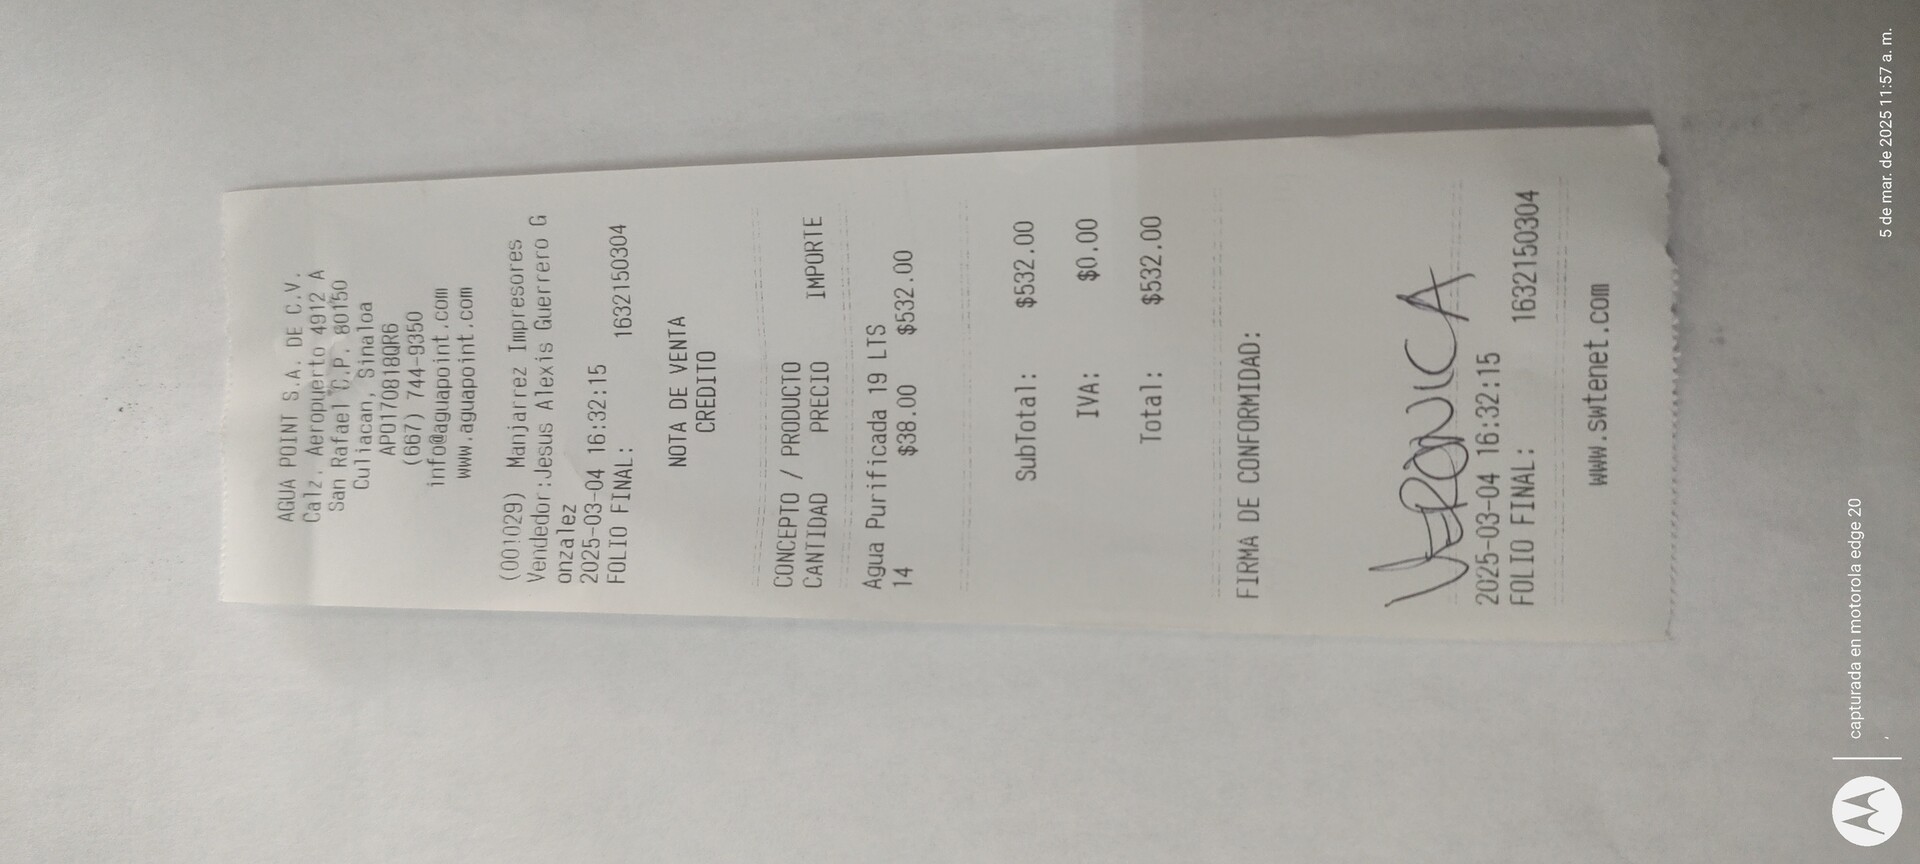 AGUA POINT S.A. DE C.V.
Calz. Aeropuerto 4912 A
San Rafael C.P. 80150
Culiacan, Sinaloa
APO170818QR6
(667) 744-9350
info@aguapoint.com
www.aguapoint.com
(001029) Manjarrez Impresores
Vendedor:Jesus Alexis Guerrero G
onzalez
2025-03-04 16:32:15
FOLIO FINAL: 1632150304
NOTA DE VENTA
CREDITO
CONCEPTO / PRODUCTO
CANTIDAD PRECIO IMPORTE
Agua Purificada 19 LTS
14 $38.00 $532.00
SubTotal: $532.00
IVA: $0.00
Total: $532.00
FIRMA DE CONFORMIDAD:
VERONICA
2025-03-04 16:32:15
FOLIO FINAL: 1632150304
www.swtenet.com
capturada en motorola edge 20
5 de mar. de 2025 11:57 a. m.